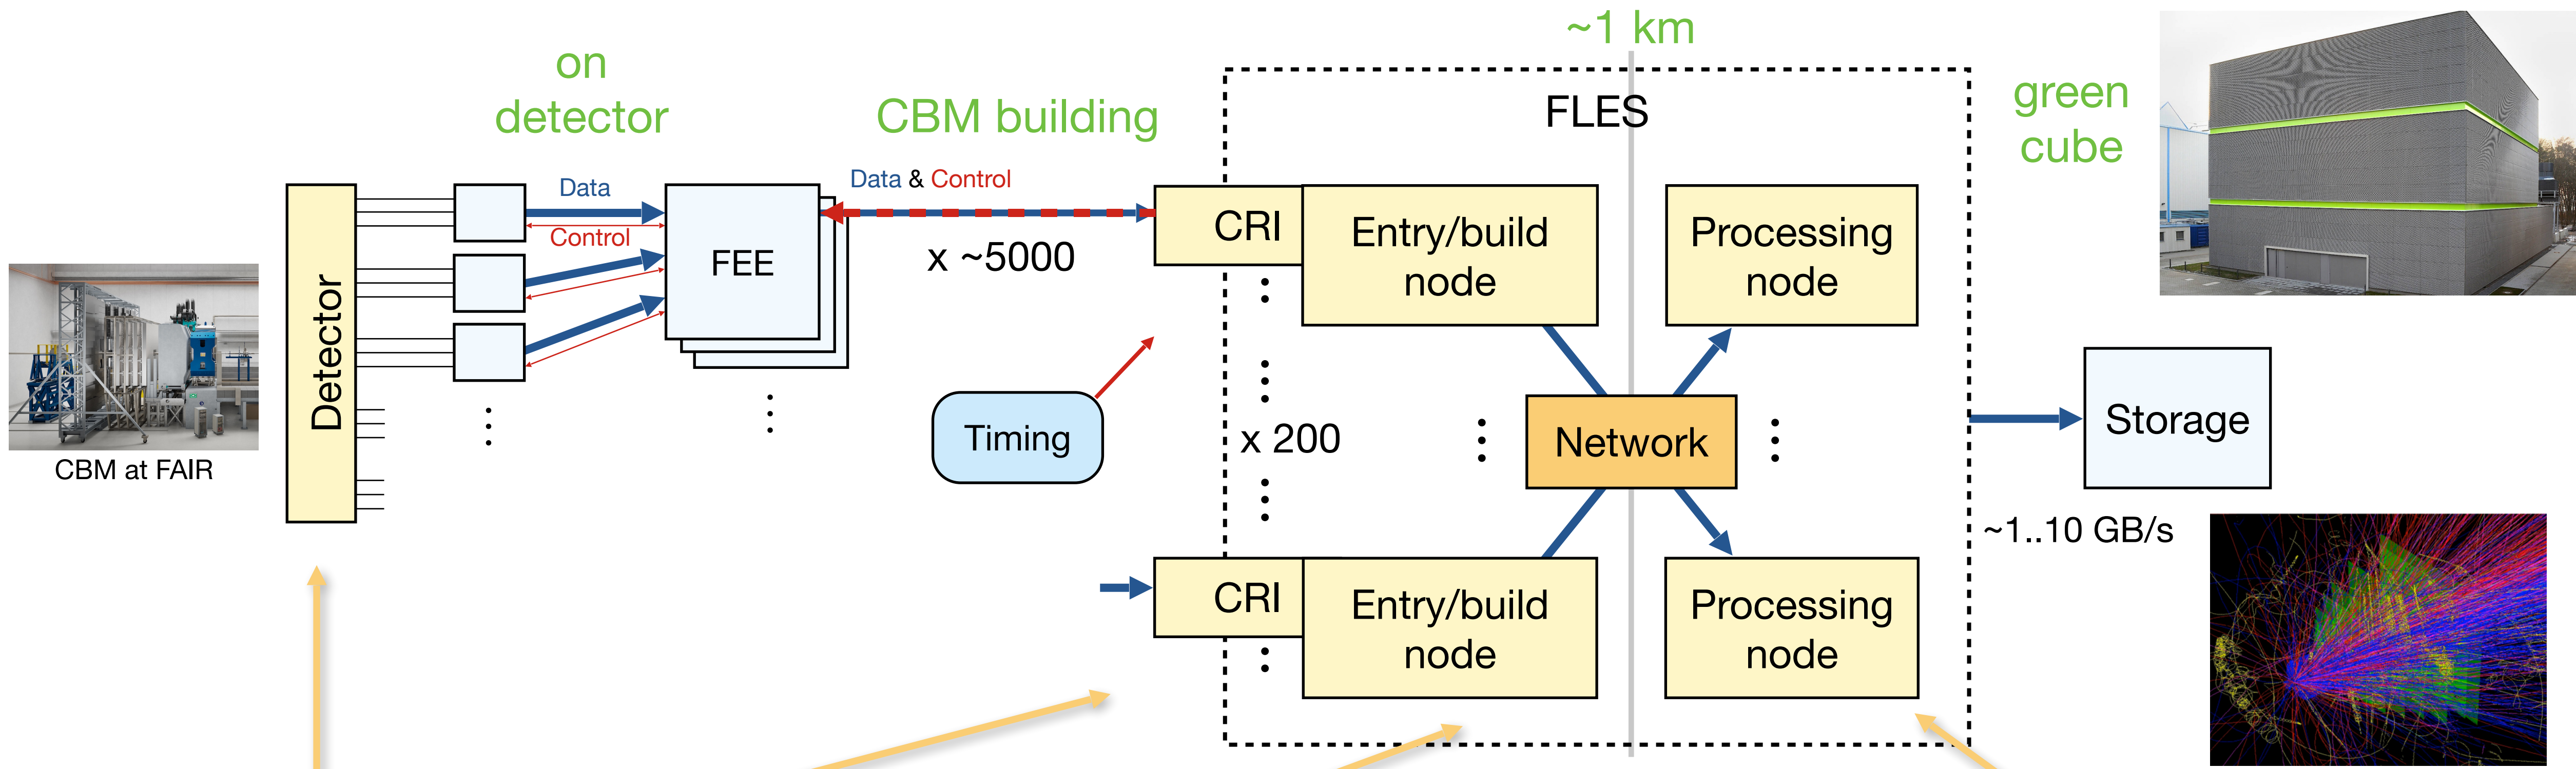 ~1 km
on
detector
CBM building
green
cube
FLES
Data
Data & Control
Control
CRI
Entry/build
node
Processing
node
FEE
x ~5000
Detector
CBM at FAIR
Timing
x 200
Network
Storage
~1..10 GB/s
CRI
Entry/build
node
Processing
node